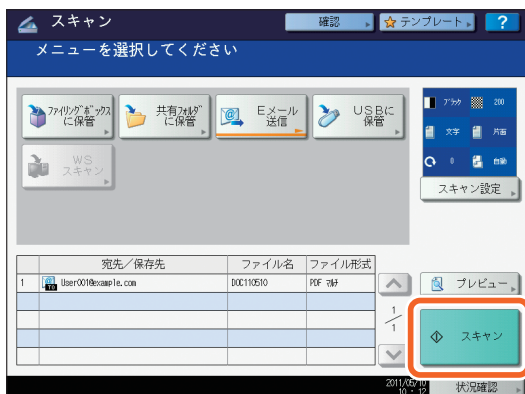 スキャン
確認
テンプレート
?
メニューを選択してください
ファイリングボックス
に保管
共有フォルダ
に保管
Eメール
送信
USBに
保管
WS
スキャン
ブラック
200
文字
片面
0
自動
スキャン設定
宛先/保存先
ファイル名
ファイル形式
1
User001@example.com
DOC110510
PDF マルチ
TO
1
1
プレビュー
スキャン
2011/05/10
10:12
状況確認